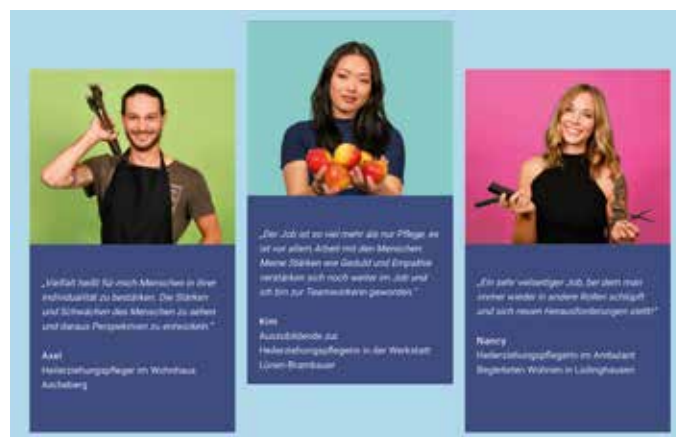 „Vielfalt heißt für mich Menschen in ihrer
Individualität zu bestärken. Die Stärken
und Schwächen des Menschen zu sehen
und daraus Perspektiven zu entwickeln.“
Axel
Heilerziehungspfleger im Wohnhaus
Ascheberg
„Der Job ist so viel mehr als nur Pflege, es
ist vor allem Arbeit mit den Menschen.
Meine Stärken wie Geduld und Empathie
verstärken sich noch weiter im Job und
ich bin zur Teamworkerin geworden.“
Kim
Auszubildende zur
Heilerziehungspflegerin in der Werkstatt
Lünen-Brambauer
„Ein sehr vielseitiger Job, bei dem man
immer wieder in andere Rollen schlüpft
und sich neuen Herausforderungen stellt!“
Nancy
Heilerziehungspflegerin im Ambulant
Begleiteten Wohnen in Lüdinghausen